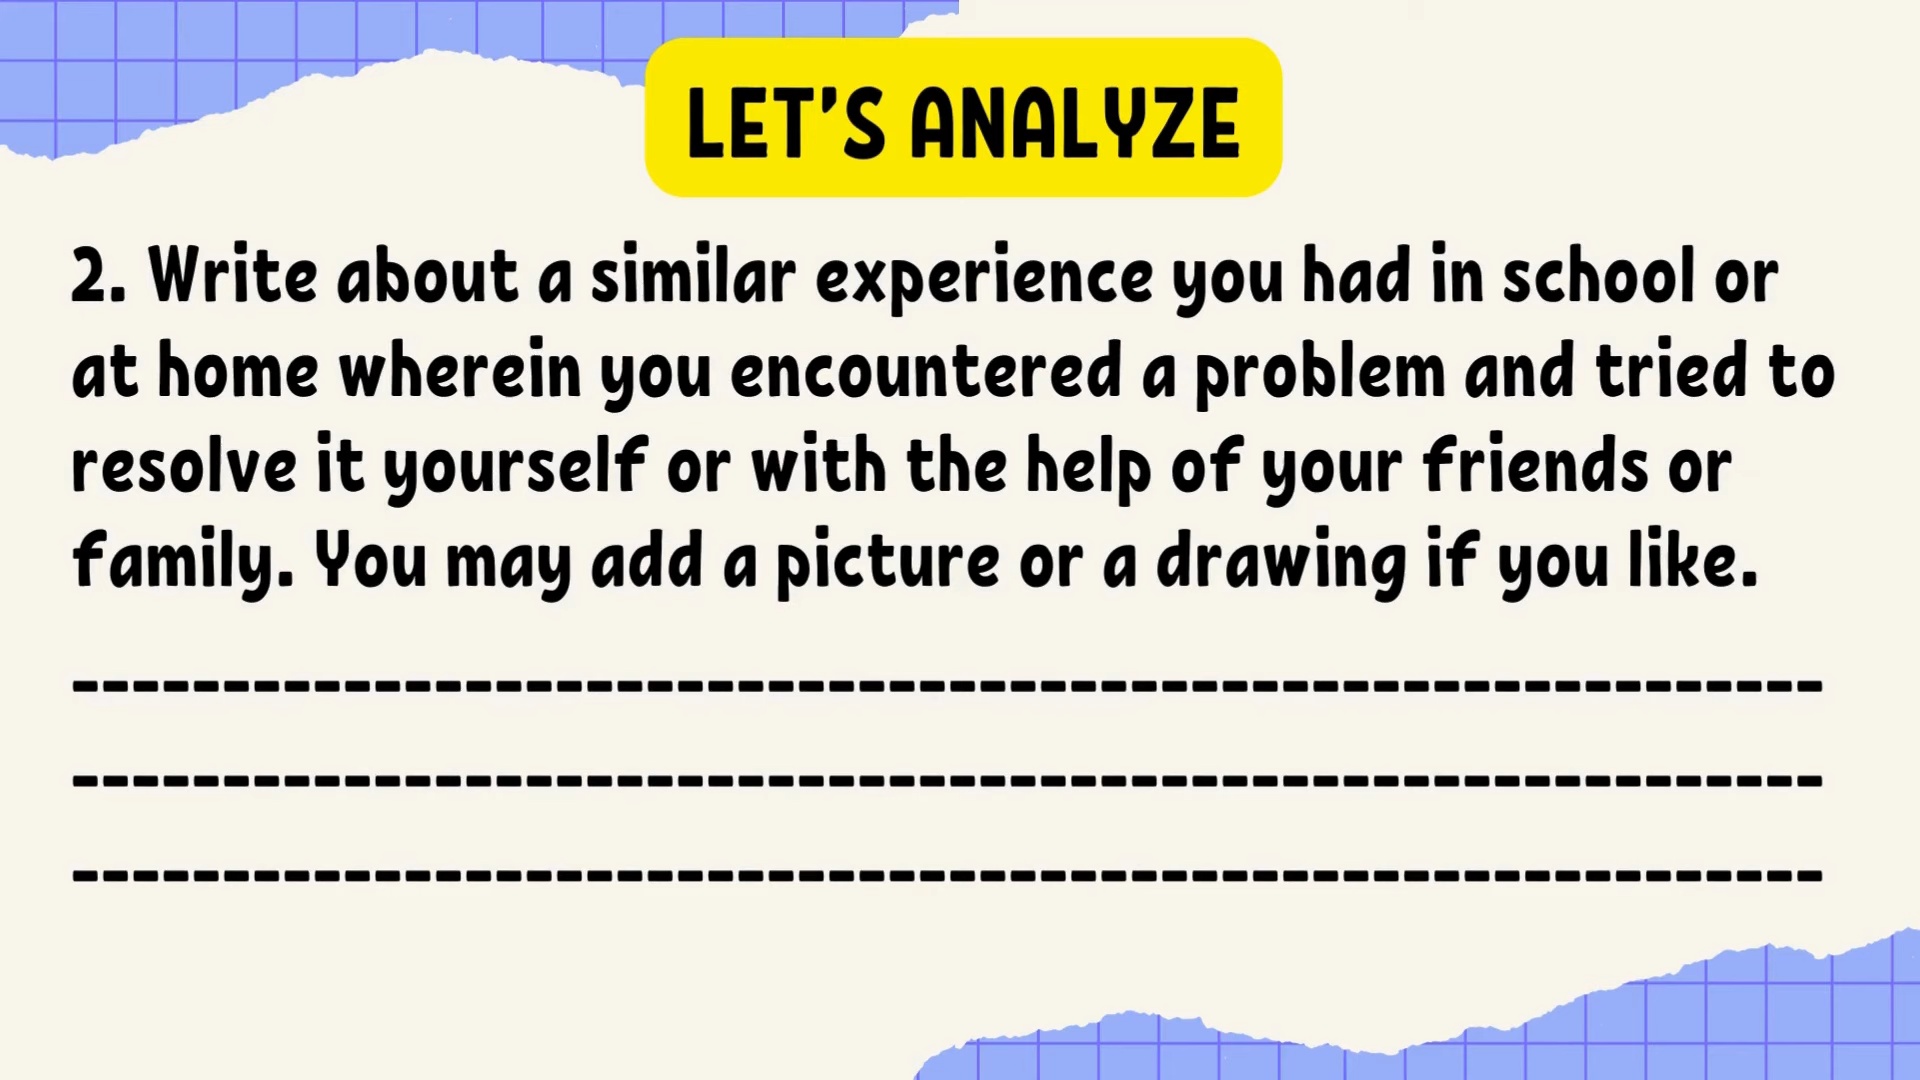 LET'S ANALYZE
2. Write about a similar experience you had in school or
at home wherein you encountered a problem and tried to
resolve it yourself or with the help of your friends or
family. You may add a picture or a drawing if you like.
----------------------------------------------------------
----------------------------------------------------------
----------------------------------------------------------